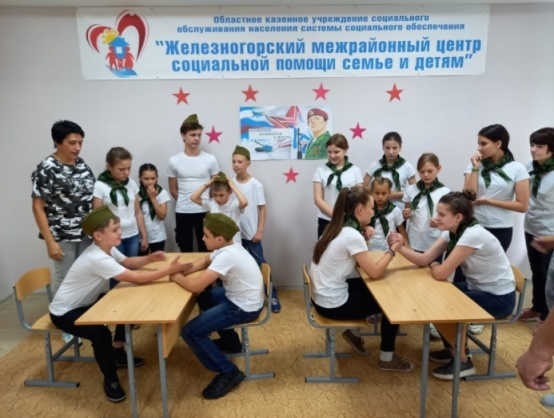 Областное казенное учреждение социального
обслуживания населения системы социального обеспечения
"Железногорский межрайонный центр
социальной помощи семье и детям"